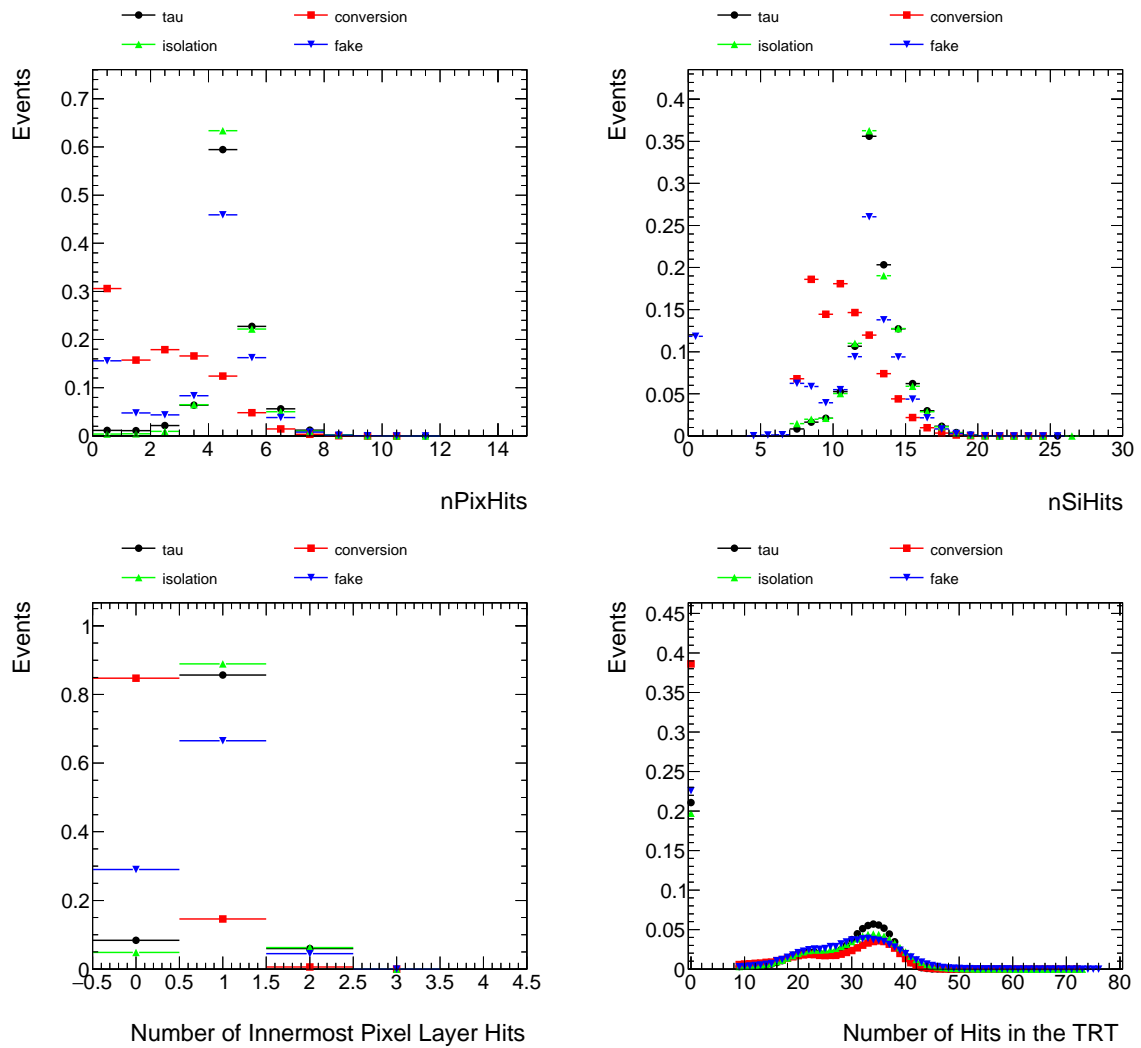 tau
conversion
isolation
fake
Events
0.7
0.6
0.5
0.4
0.3
0.2
0.1
0
0 2 4 6 8 10 12 14
nPixHits
tau
conversion
isolation
fake
Events
0.4
0.35
0.3
0.25
0.2
0.15
0.1
0.05
0
0 5 10 15 20 25 30
nSiHits
tau
conversion
isolation
fake
Events
1
0.8
0.6
0.4
0.2
0
−0.5 0 0.5 1 1.5 2 2.5 3 3.5 4 4.5
Number of Innermost Pixel Layer Hits
tau
conversion
isolation
fake
Events
0.45
0.4
0.35
0.3
0.25
0.2
0.15
0.1
0.05
0
0 10 20 30 40 50 60 70 80
Number of Hits in the TRT